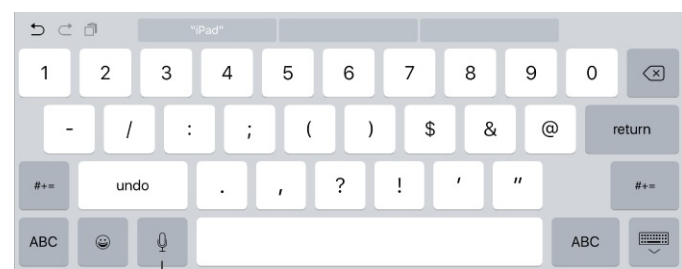 "iPad"
1 2 3 4 5 6 7 8 9 0
- / : ; ( ) $ & @ return
#+= undo . , ? ! ' " #+=
ABC ABC